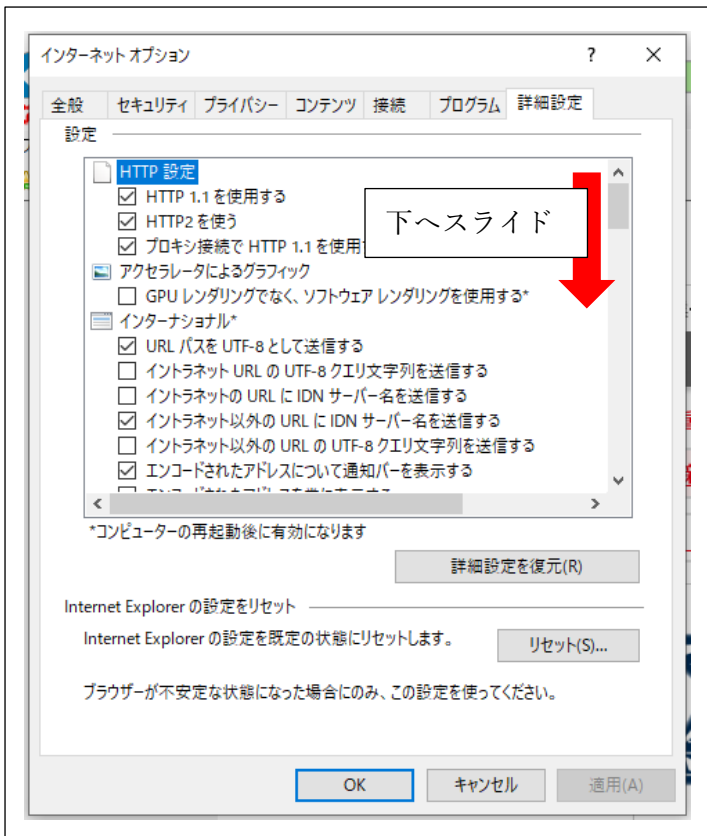 インターネット オプション ? ×
全般 セキュリティ プライバシー コンテンツ 接続 プログラム 詳細設定
設定
HTTP 設定
HTTP 1.1 を使用する
HTTP2 を使う
プロキシ接続で HTTP 1.1 を使用
下へスライド
アクセラレータによるグラフィック
GPU レンダリングでなく、ソフトウェア レンダリングを使用する*
インターナショナル*
URL パスを UTF-8 として送信する
イントラネット URL の UTF-8 クエリ文字列を送信する
イントラネットの URL に IDN サーバー名を送信する
イントラネット以外の URL に IDN サーバー名を送信する
イントラネット以外の URL の UTF-8 クエリ文字列を送信する
エンコードされたアドレスについて通知バーを表示する
*コンピューターの再起動後に有効になります
詳細設定を復元(R)
Internet Explorer の設定をリセット
Internet Explorer の設定を既定の状態にリセットします。
リセット(S)...
ブラウザーが不安定な状態になった場合にのみ、この設定を使ってください。
OK キャンセル 適用(A)